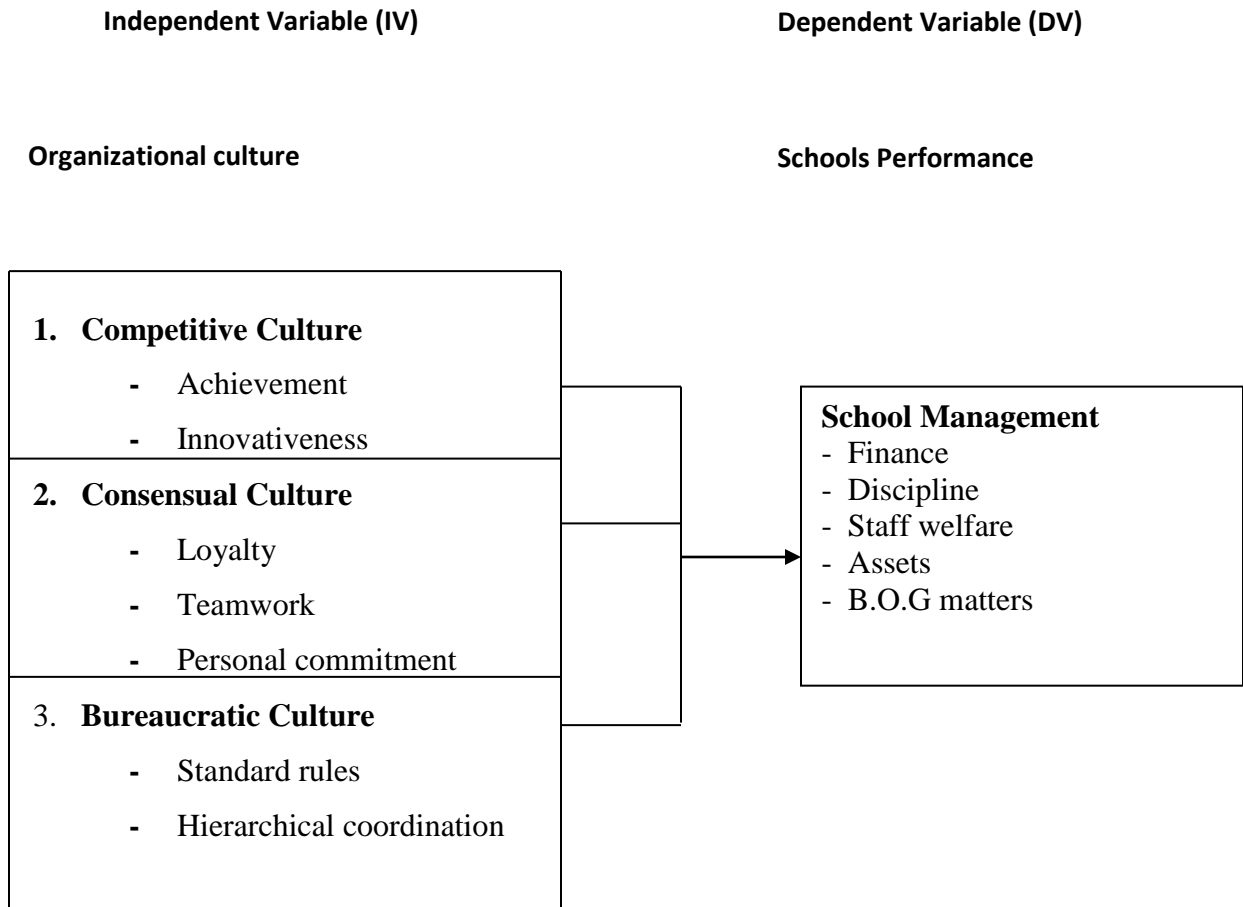 Independent Variable (IV)
Dependent Variable (DV)
Organizational culture
Schools Performance
1. Competitive Culture
- Achievement
- Innovativeness
2. Consensual Culture
- Loyalty
- Teamwork
- Personal commitment
3. Bureaucratic Culture
- Standard rules
- Hierarchical coordination
School Management
- Finance
- Discipline
- Staff welfare
- Assets
- B.O.G matters